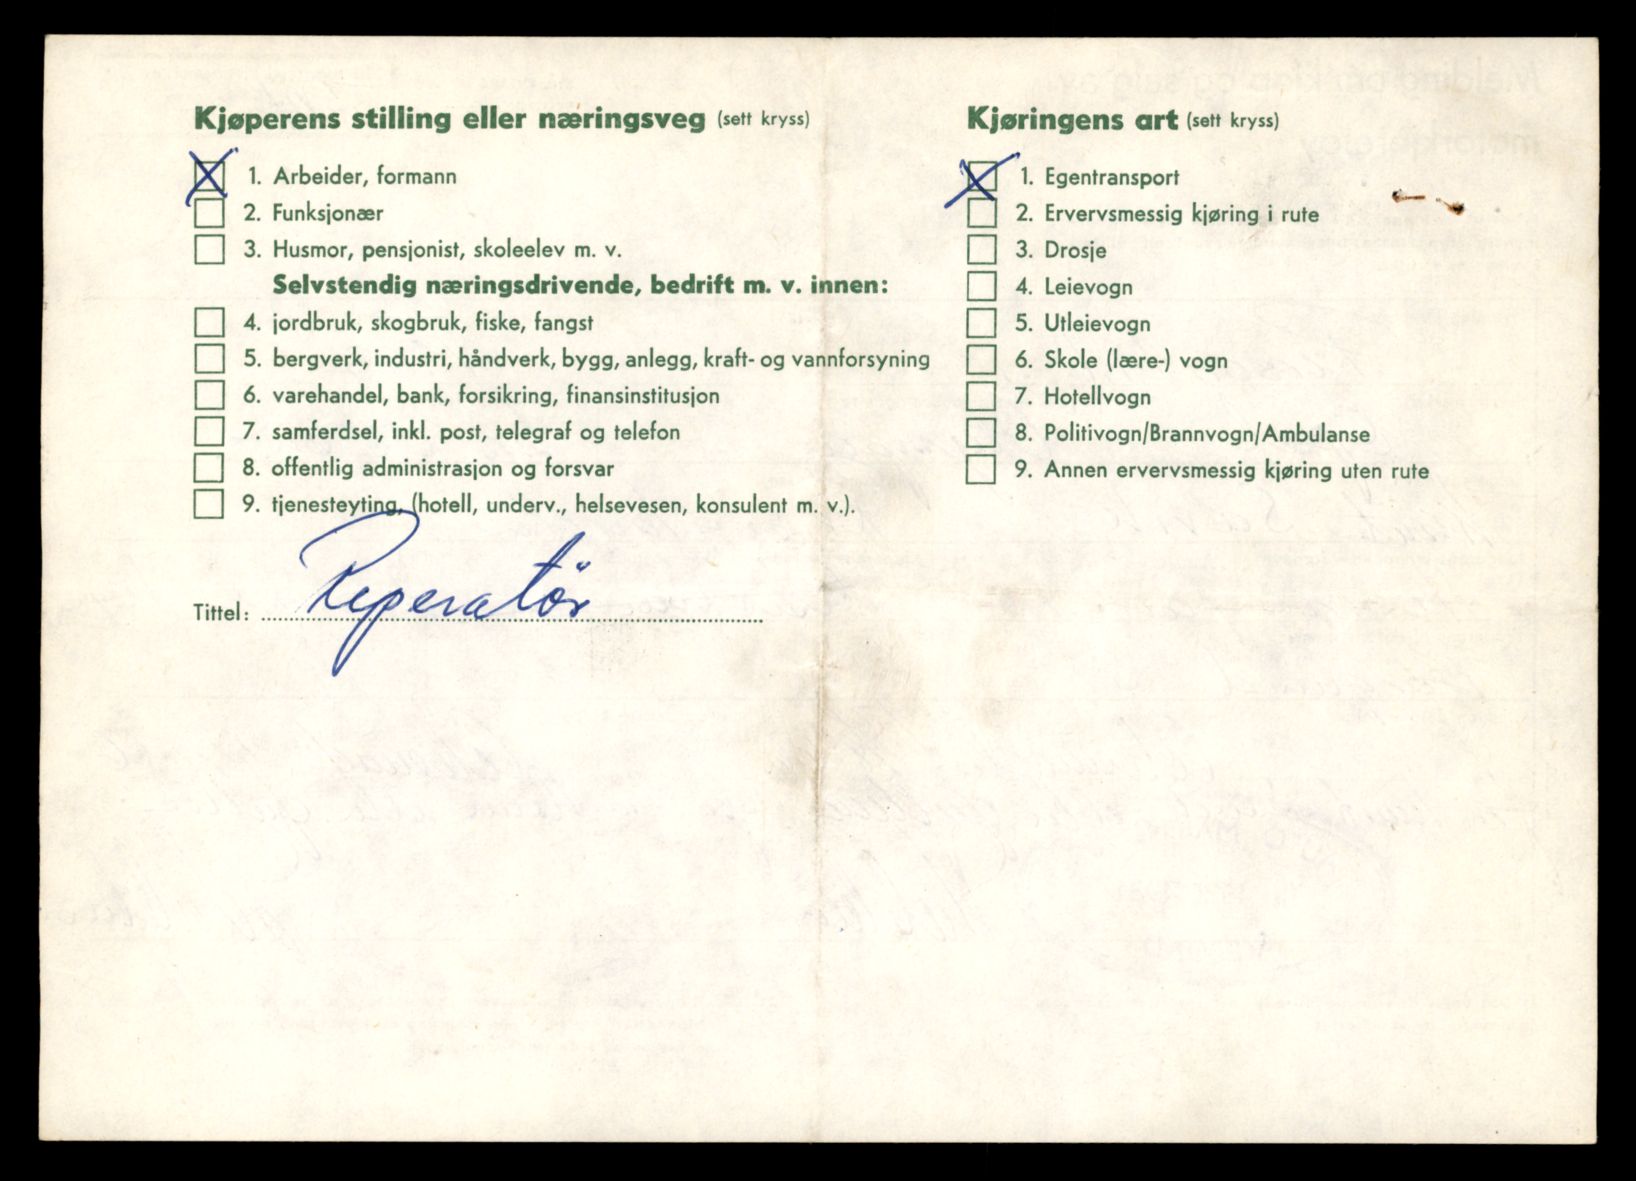 Kjøperens stilling eller næringsveg (sett kryss)
1. Arbeider, formann
2. Funksjonær
3. Husmor, pensjonist, skoleelev m. v.
Selvstendig næringsdrivende, bedrift m. v. innen:
4. jordbruk, skogbruk, fiske, fangst
5. bergverk, industri, håndverk, bygg, anlegg, kraft- og vannforsyning
6. varehandel, bank, forsikring, finansinstitusjon
7. samferdsel, inkl. post, telegraf og telefon
8. offentlig administrasjon og forsvar
9. tjenesteyting, (hotell, underv., helsevesen, konsulent m. v.).
Tittel: Reperatör
Kjøringens art (sett kryss)
1. Egentransport
2. Ervervsmessig kjøring i rute
3. Drosje
4. Leievogn
5. Utleievogn
6. Skole (lære-) vogn
7. Hotellvogn
8. Politivogn/Brannvogn/Ambulanse
9. Annen ervervsmessig kjøring uten rute